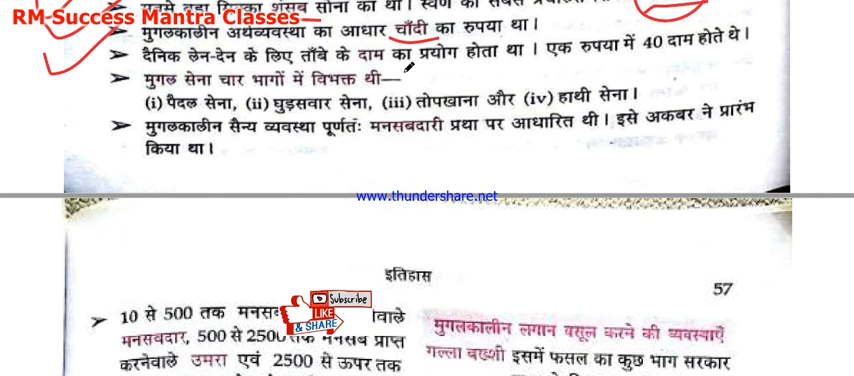 सोना का था।
RM-Success Mantra Classes
मुगलकालीन अर्थव्यवस्था का आधार चाँदी का रुपया था।
➤ दैनिक लेन-देन के लिए ताँबे के दाम का प्रयोग होता था । एक रुपया में 40 दाम होते थे।
➤ मुगल सेना चार भागों में विभक्त थी—
(i) पैदल सेना, (ii) घुड़सवार सेना, (iii) तोपखाना और (iv) हाथी सेना।
➤ मुगलकालीन सैन्य व्यवस्था पूर्णतः मनसबदारी प्रथा पर आधारित थी। इसे अकबर ने प्रारंभ
किया था।
www.thundershare.net
इतिहास
57
➤ 10 से 500 तक
Subscribe
LIKE
& SHARE
मनसबदार, 500 से 2500 तक मनसब प्राप्त
करनेवाले उमरा एवं 2500 से ऊपर तक
मुगलकालीन लगान वसूल करने की व्यवस्थाएँ
गल्ला बख्शी इसमें फसल का कुछ भाग सरकार